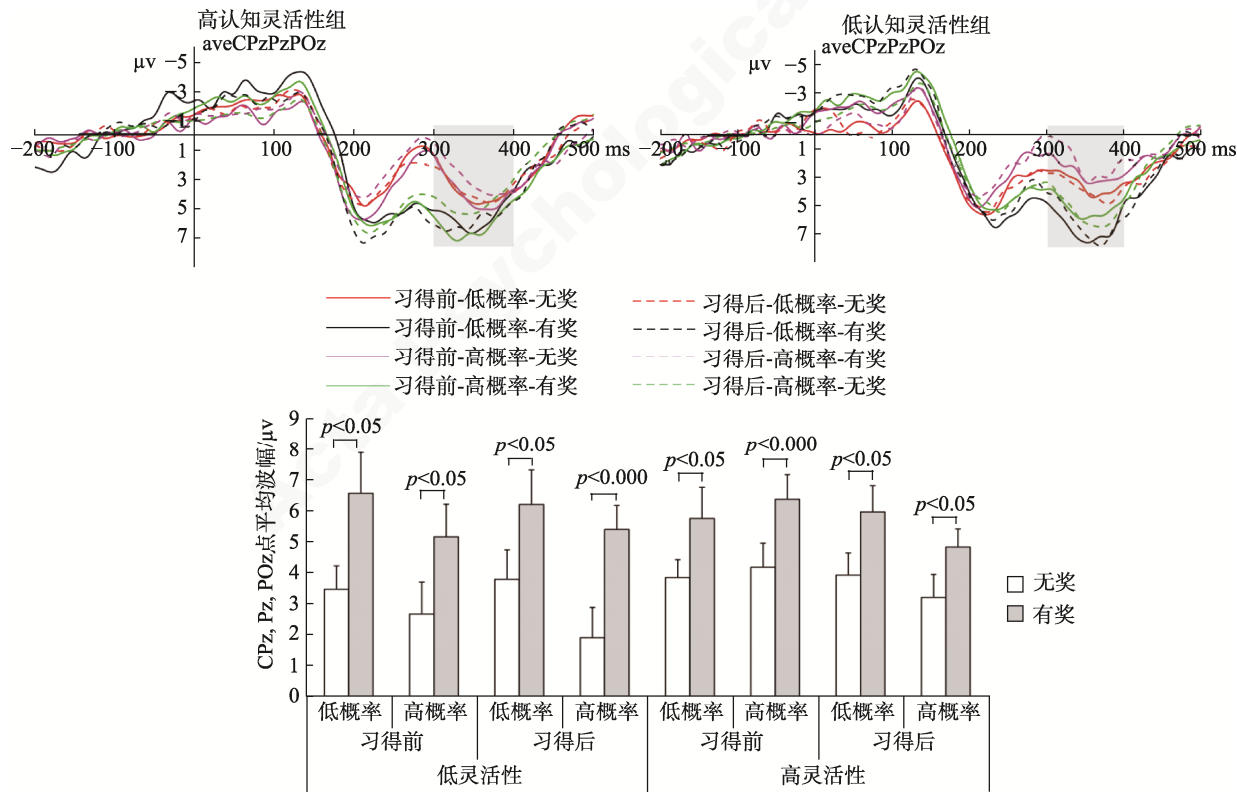 高认知灵活性组
aveCPzPzPOz
μv
−5
−3
−1
1
3
5
7
−200
−100
100
200
300
400
500 ms
低认知灵活性组
aveCPzPzPOz
μv
−5
−3
−1
1
3
5
7
−200
−100
100
200
300
400
500 ms
习得前-低概率-无奖
习得前-低概率-有奖
习得前-高概率-无奖
习得前-高概率-有奖
习得后-低概率-无奖
习得后-低概率-有奖
习得后-高概率-有奖
习得后-高概率-无奖
CPz, Pz, POz点平均波幅/μv
9
8
7
6
5
4
3
2
1
0
p<0.05
p<0.05
p<0.05
p<0.000
p<0.05
p<0.000
p<0.05
p<0.05
无奖
有奖
低概率 高概率 低概率 高概率 低概率 高概率 低概率 高概率
习得前 习得后 习得前 习得后
低灵活性 高灵活性